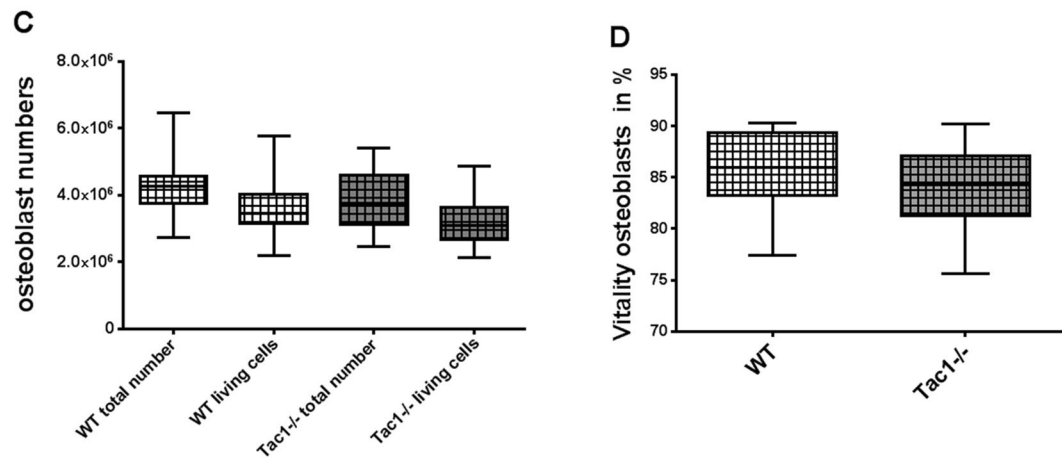 C
osteoblast numbers
8.0x10⁶
6.0x10⁶
4.0x10⁶
2.0x10⁶
0
WT total number
WT living cells
Tac1-/- total number
Tac1-/- living cells
D
Vitality osteoblasts in %
95
90
85
80
75
70
WT
Tac1-/-